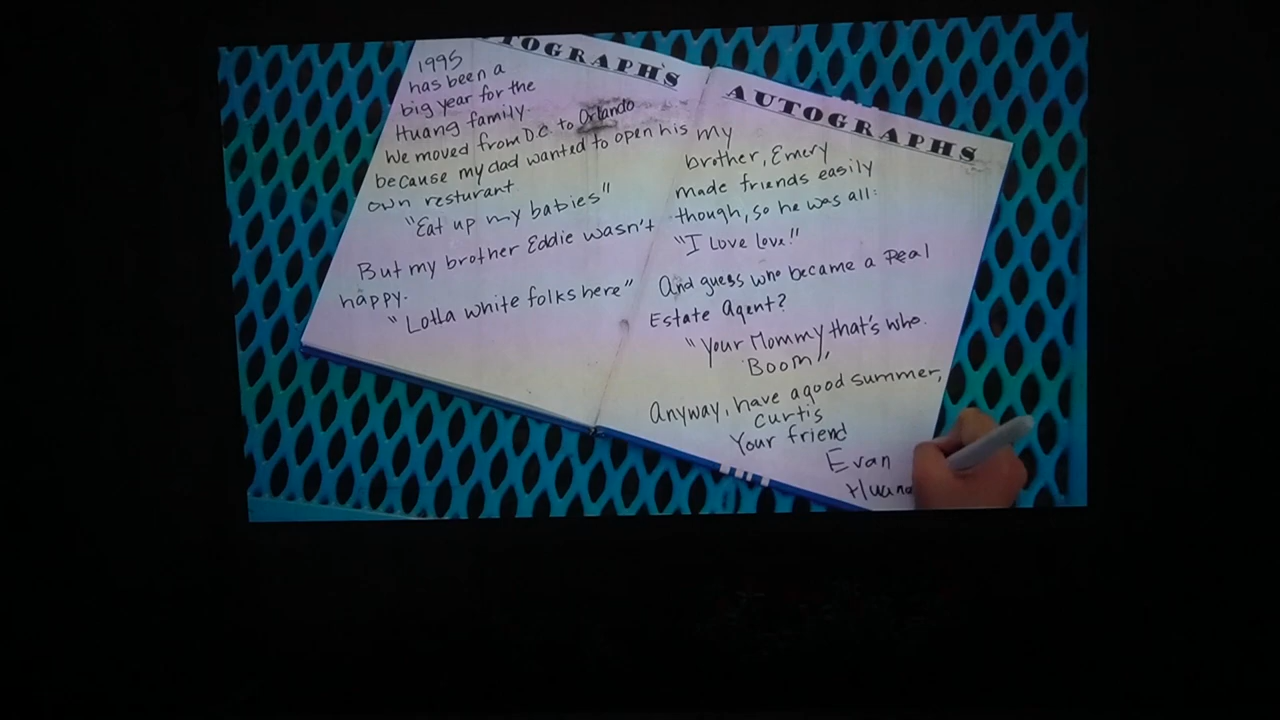 TOGRAPHS
1995
has been a
big year for the
Huang family.
We moved from DC to Orlando
because my dad wanted to open his
own resturant
"Eat up my babies"
But my brother Eddie wasn't
happy.
"Lotta white folks here"
AUTOGRAPHS
my
brother, Emery
made friends easily
though, so he was all:
"I Love Love!"
And guess who became a Real
Estate Agent?
"Your Mommy that's who.
Boom!"
Anyway, have a good summer,
Curtis
Your friend
Evan
Huang